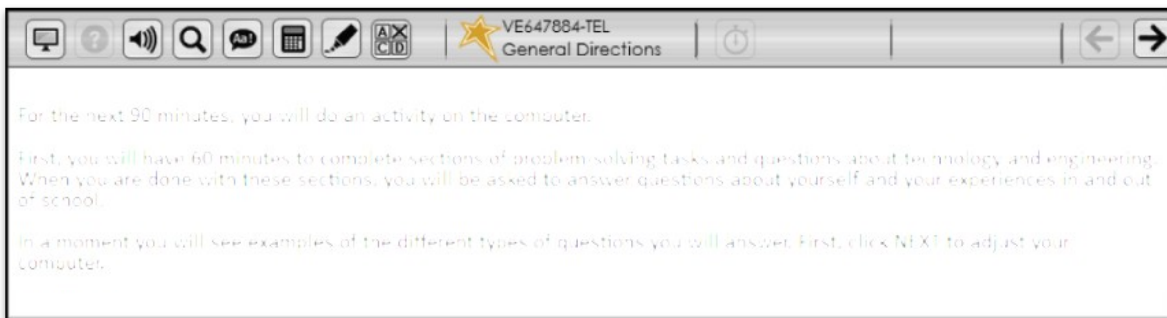 Aa!
A X
C D
VE647884-TEL
General Directions
For the next 90 minutes, you will do an activity on the computer.
First, you will have 60 minutes to complete sections of problem-solving tasks and questions about technology and engineering.
When you are done with these sections, you will be asked to answer questions about yourself and your experiences in and out
of school.
In a moment you will see examples of the different types of questions you will answer. First, click NEXT to adjust your
computer.